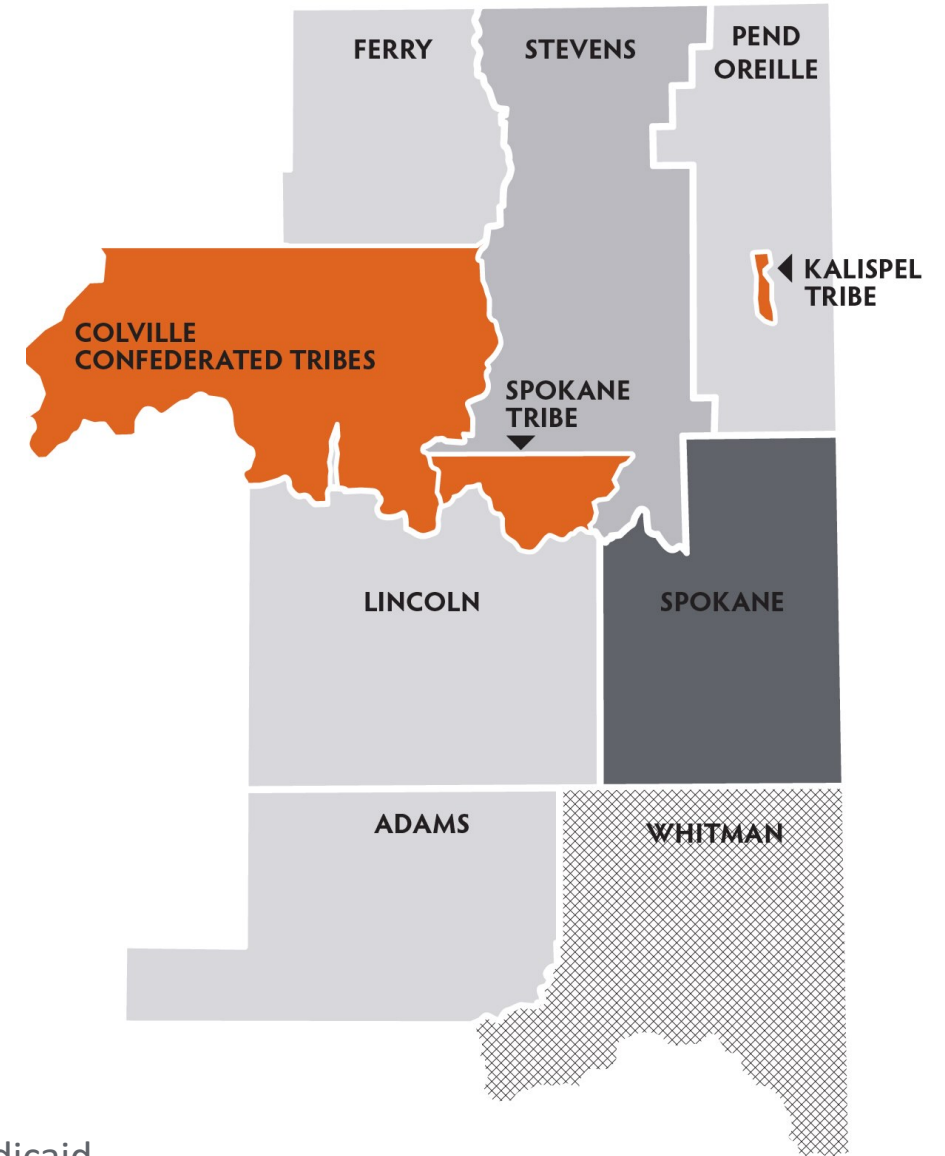 FERRY
STEVENS
PEND
OREILLE
KALISPEL
TRIBE
COLVILLE
CONFEDERATED TRIBES
SPOKANE
TRIBE
LINCOLN
SPOKANE
ADAMS
WHITMAN